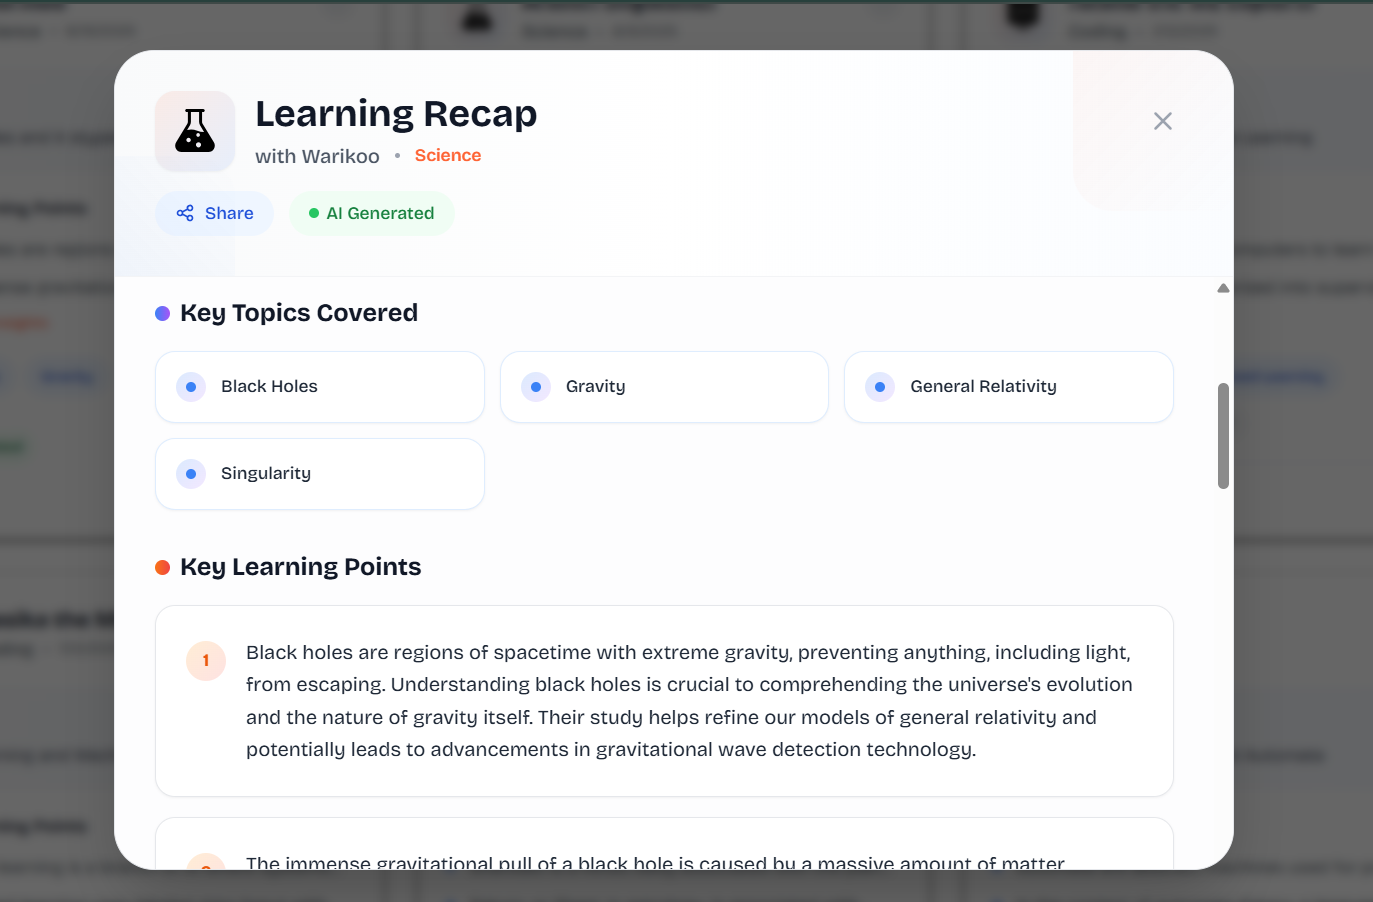 Learning Recap
with Warikoo • Science
Share
AI Generated
Key Topics Covered
Black Holes
Gravity
General Relativity
Singularity
Key Learning Points
1
Black holes are regions of spacetime with extreme gravity, preventing anything, including light,
from escaping. Understanding black holes is crucial to comprehending the universe's evolution
and the nature of gravity itself. Their study helps refine our models of general relativity and
potentially leads to advancements in gravitational wave detection technology.
The immense gravitational pull of a black hole is caused by a massive amount of matter